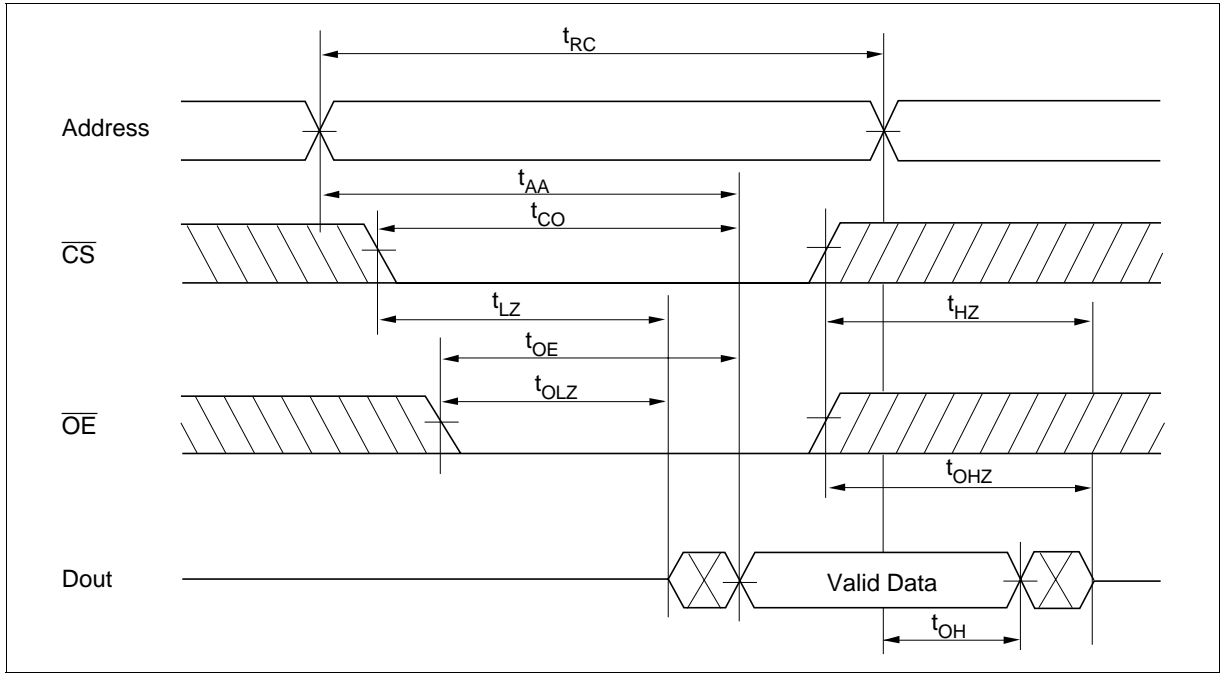 tRC
Address
tAA
tCO
CS
tLZ
tHZ
tOE
tOLZ
OE
tOHZ
Dout
Valid Data
tOH